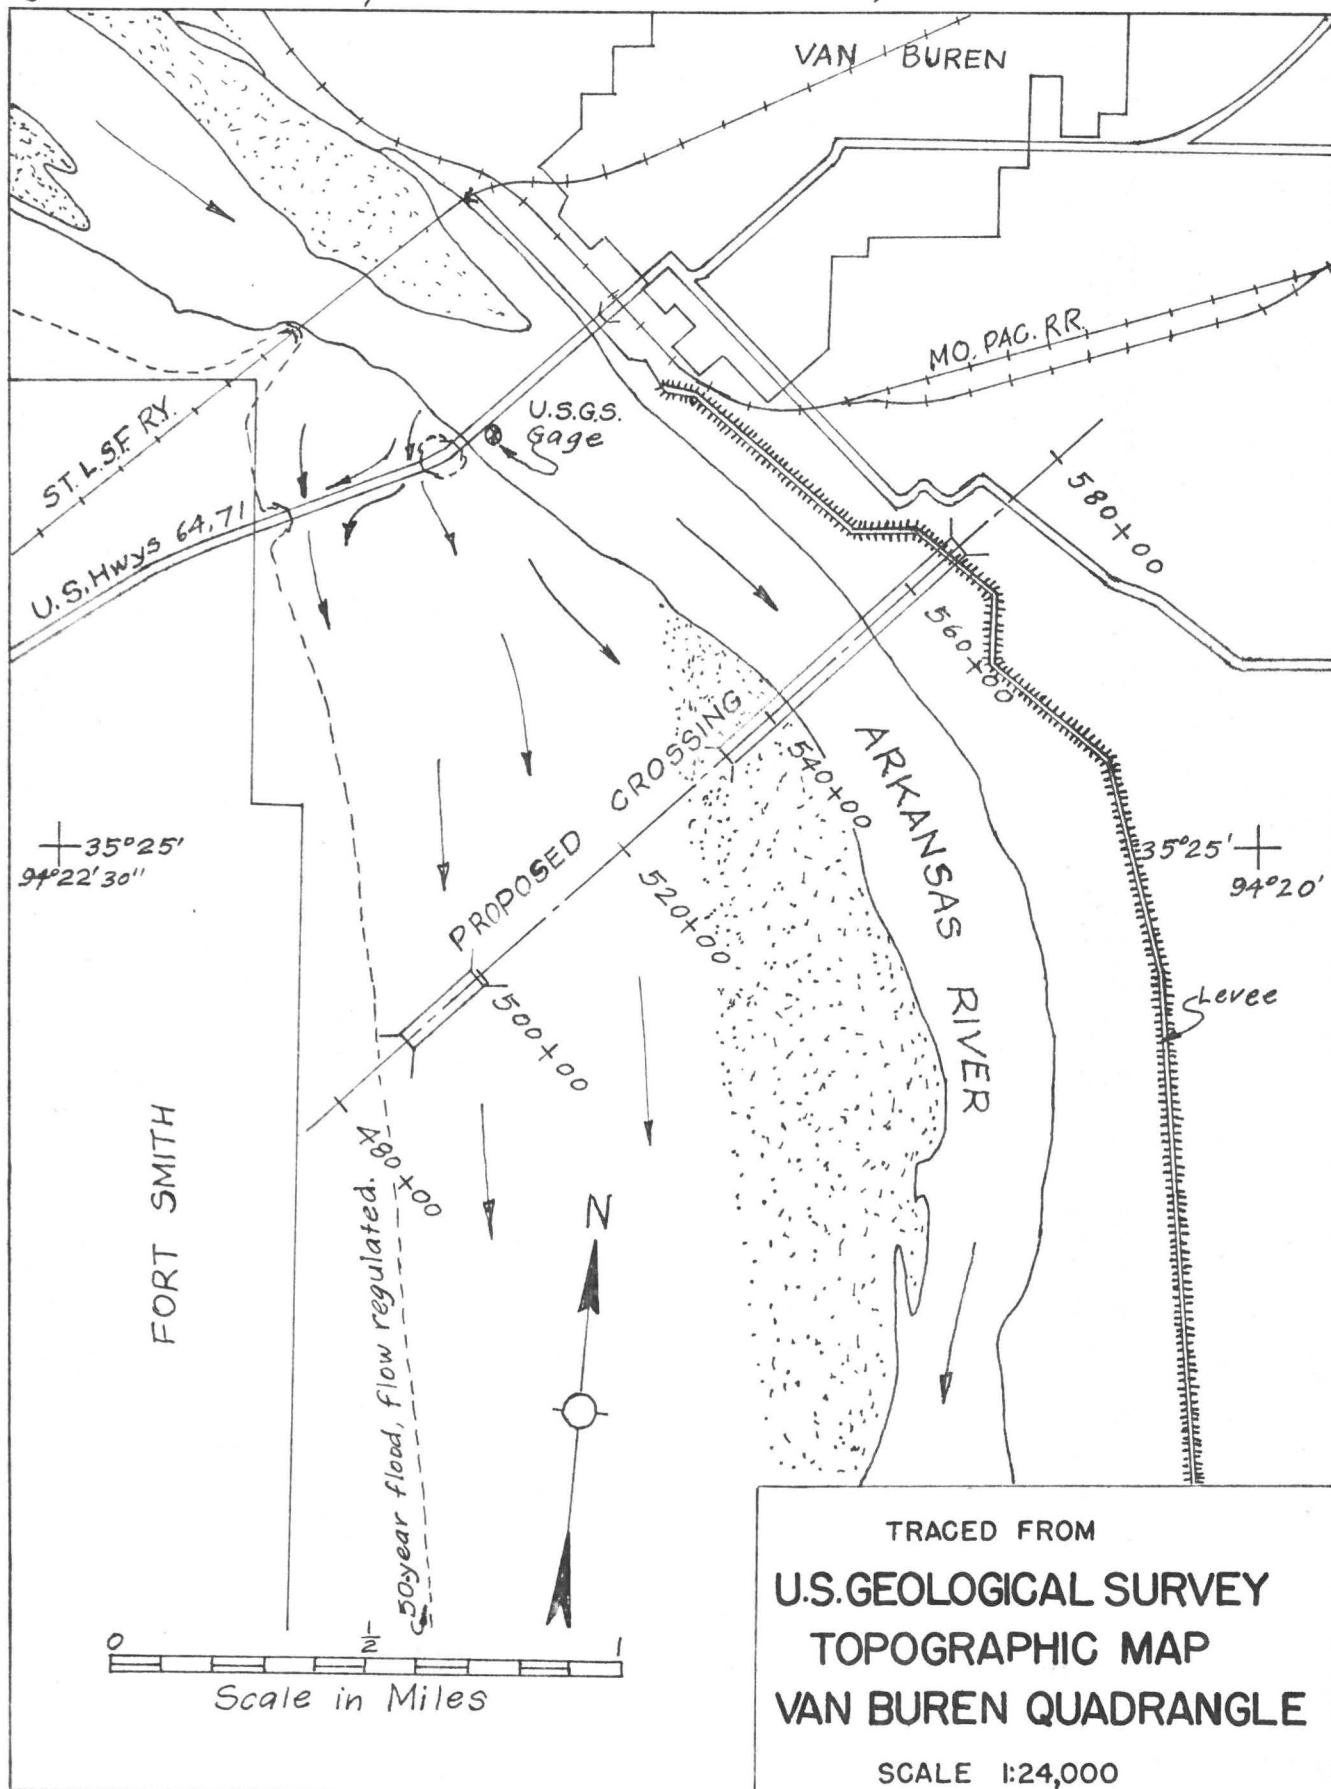 VAN BUREN
MO. PAC. RR.
U.S.G.S.
Gage
ST. L. S.F. RY.
U.S. Hwys 64,71
580+00
560+00
540+00
520+00
500+00
480+00
PROPOSED CROSSING
ARKANSAS RIVER
35°25'
94°22'30"
35°25'
94°20'
Levee
FORT SMITH
50-year flood, flow regulated.
N
0 1/2 1
Scale in Miles
TRACED FROM
U.S. GEOLOGICAL SURVEY
TOPOGRAPHIC MAP
VAN BUREN QUADRANGLE
SCALE 1:24,000